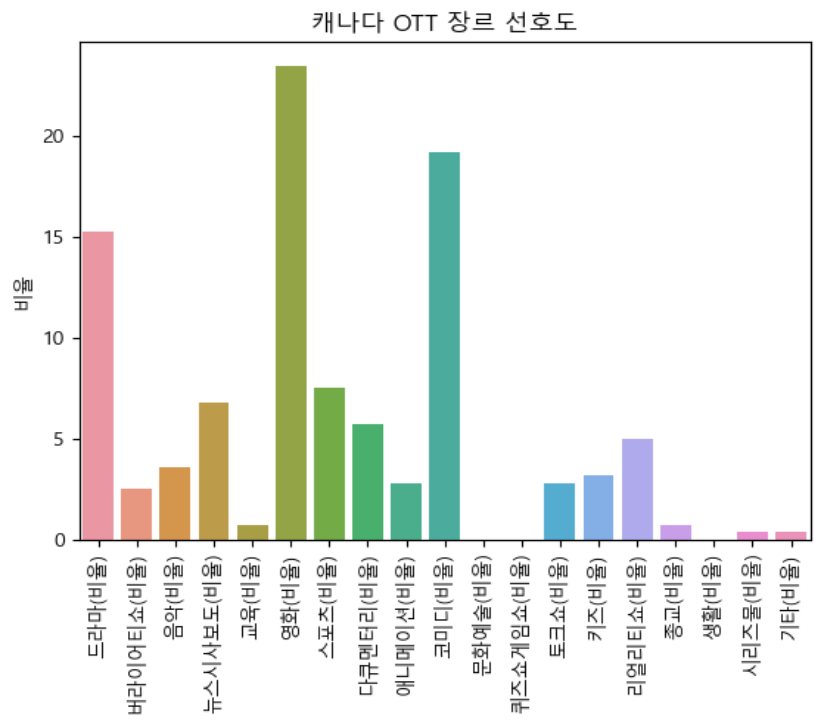 캐나다 OTT 장르 선호도
비율
20
15
10
5
0
드라마(비율)
버라이어티쇼(비율)
음악(비율)
뉴스시사보도(비율)
교육(비율)
영화(비율)
스포츠(비율)
다큐멘터리(비율)
애니메이션(비율)
코미디(비율)
문화예술(비율)
퀴즈쇼게임쇼(비율)
토크쇼(비율)
키즈(비율)
리얼리티쇼(비율)
종교(비율)
생활(비율)
시리즈물(비율)
기타(비율)